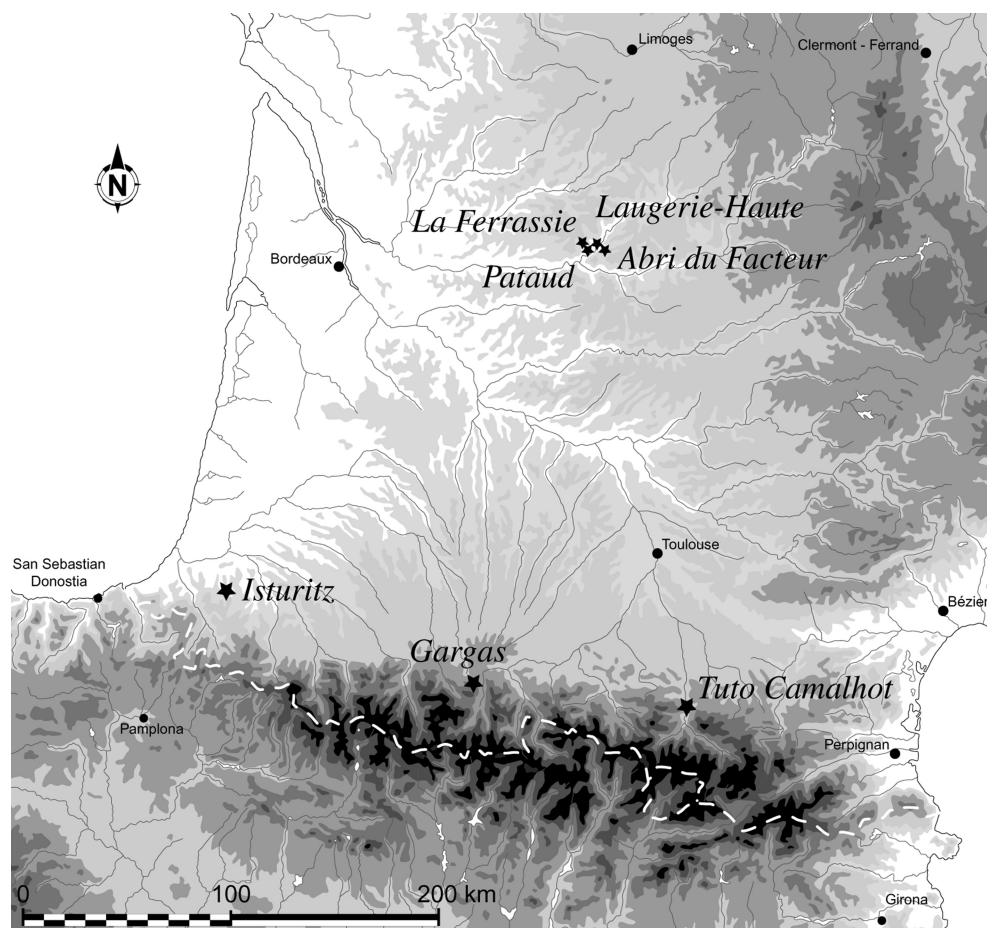 Limoges
Clermont - Ferrand
N
La Ferrassie
Laugerie-Haute
Bordeaux
Pataud
Abri du Facteur
Toulouse
San Sebastian
Donostia
Isturitz
Bézier
Gargas
Tuto Camalhot
Pamplona
Perpignan
0
100
200 km
Girona